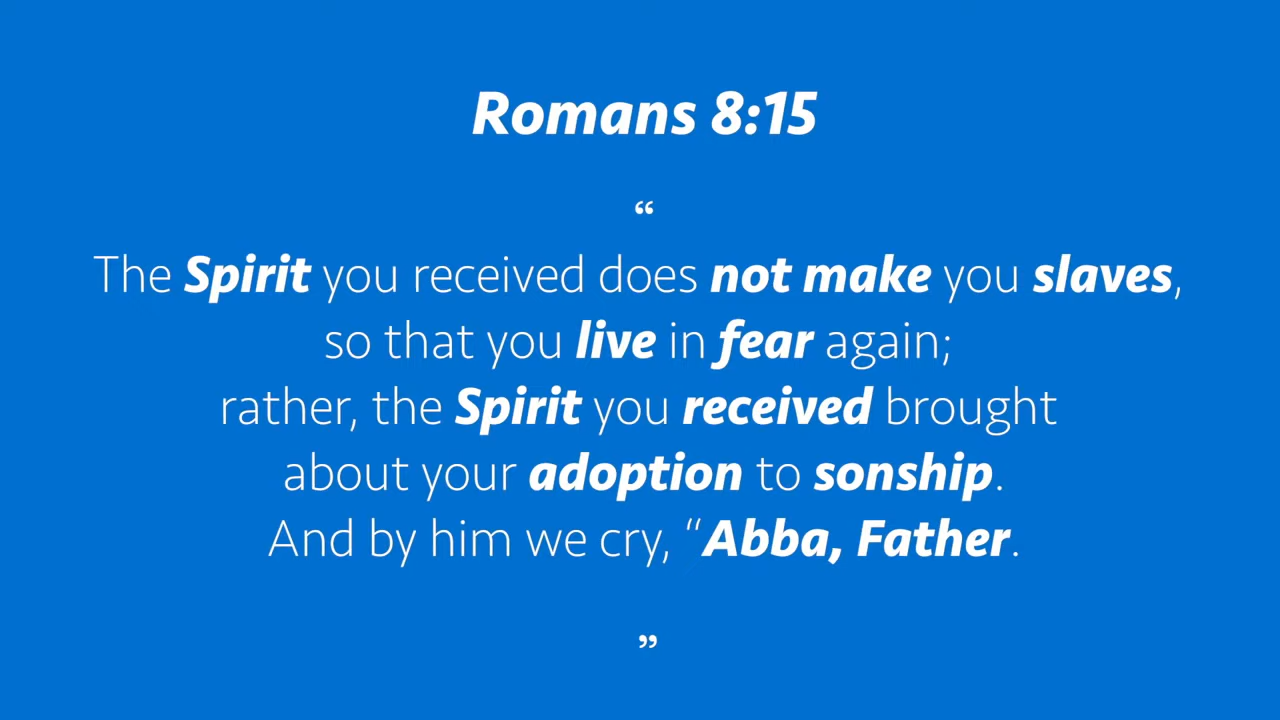 Romans 8:15
“
The Spirit you received does not make you slaves,
so that you live in fear again;
rather, the Spirit you received brought
about your adoption to sonship.
And by him we cry, “Abba, Father.
”